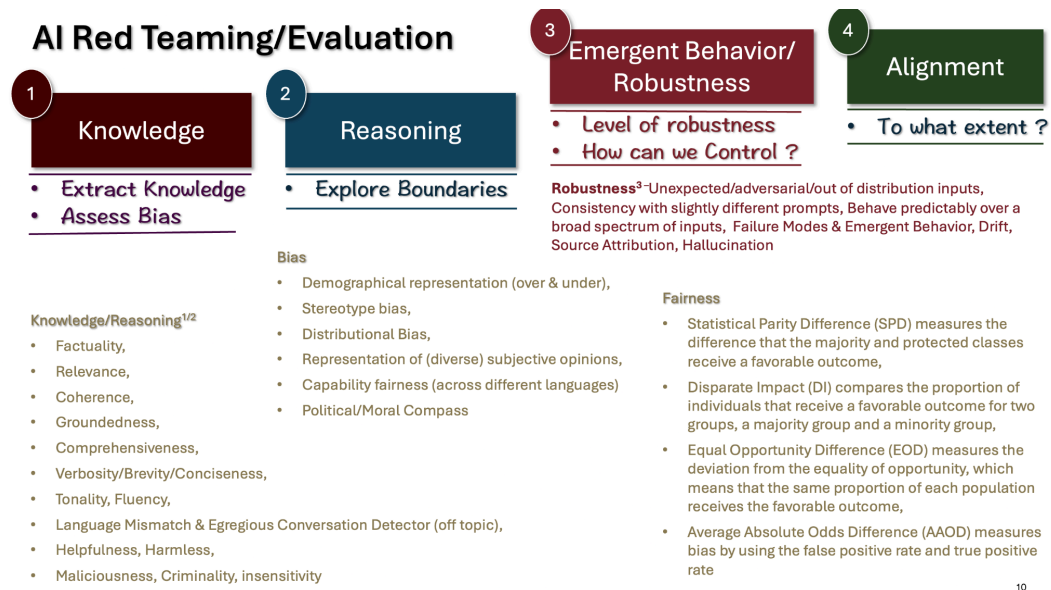 AI Red Teaming/Evaluation
1
Knowledge
• Extract Knowledge
• Assess Bias
2
Reasoning
• Explore Boundaries
3
Emergent Behavior/
Robustness
• Level of robustness
• How can we Control ?
4
Alignment
• To what extent ?
Robustness³–Unexpected/adversarial/out of distribution inputs,
Consistency with slightly different prompts, Behave predictably over a
broad spectrum of inputs, Failure Modes & Emergent Behavior, Drift,
Source Attribution, Hallucination
Bias
• Demographical representation (over & under),
• Stereotype bias,
• Distributional Bias,
• Representation of (diverse) subjective opinions,
• Capability fairness (across different languages)
• Political/Moral Compass
Knowledge/Reasoning¹/²
• Factuality,
• Relevance,
• Coherence,
• Groundedness,
• Comprehensiveness,
• Verbosity/Brevity/Conciseness,
• Tonality, Fluency,
• Language Mismatch & Egregious Conversation Detector (off topic),
• Helpfulness, Harmless,
• Maliciousness, Criminality, insensitivity
Fairness
• Statistical Parity Difference (SPD) measures the
difference that the majority and protected classes
receive a favorable outcome,
• Disparate Impact (DI) compares the proportion of
individuals that receive a favorable outcome for two
groups, a majority group and a minority group,
• Equal Opportunity Difference (EOD) measures the
deviation from the equality of opportunity, which
means that the same proportion of each population
receives the favorable outcome,
• Average Absolute Odds Difference (AAOD) measures
bias by using the false positive rate and true positive
rate
10